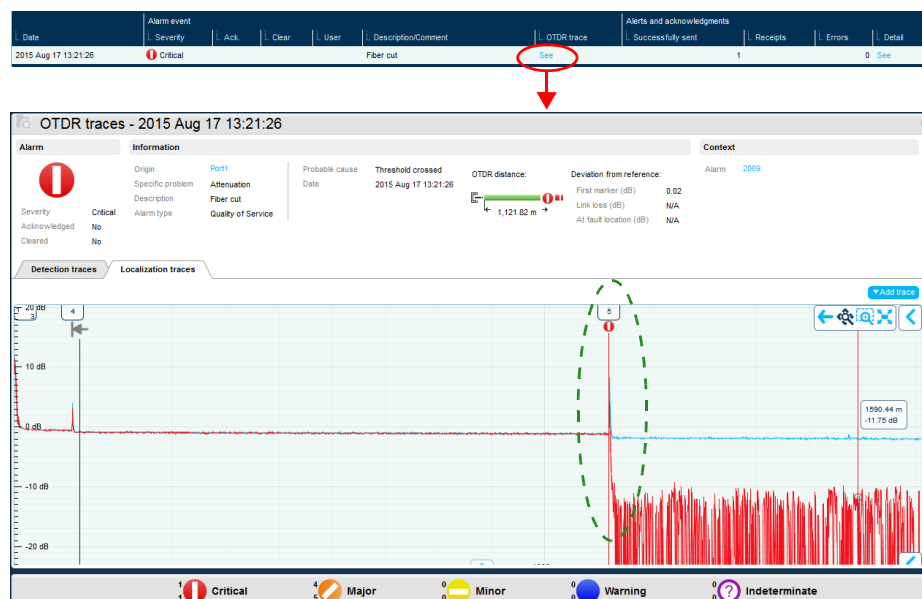 Alarm event Alerts and acknowledgments
Date Severity Ack. Clear User Description/Comment OTDR trace Successfully sent Receipts Errors Detail
2015 Aug 17 13:21:26 Critical Fiber cut See 1 0 See
OTDR traces - 2015 Aug 17 13:21:26
Alarm Information Context
Origin Port1 Probable cause Threshold crossed OTDR distance: Deviation from reference: Alarm 2069
Specific problem Attenuation Date 2015 Aug 17 13:21:26 First marker (dB) 0.02
Description Fiber cut Link loss (dB) N/A
Severity Critical Alarm type Quality of Service 1,121.82 m At fault location (dB) N/A
Acknowledged No
Cleared No
Detection traces Localization traces
Add trace
20 dB
3 4 5
10 dB
1590.44 m
-11.75 dB
0 dB
-10 dB
-20 dB
1 1 Critical 4 5 Major 0 0 Minor 0 0 Warning 0 0 Indeterminate